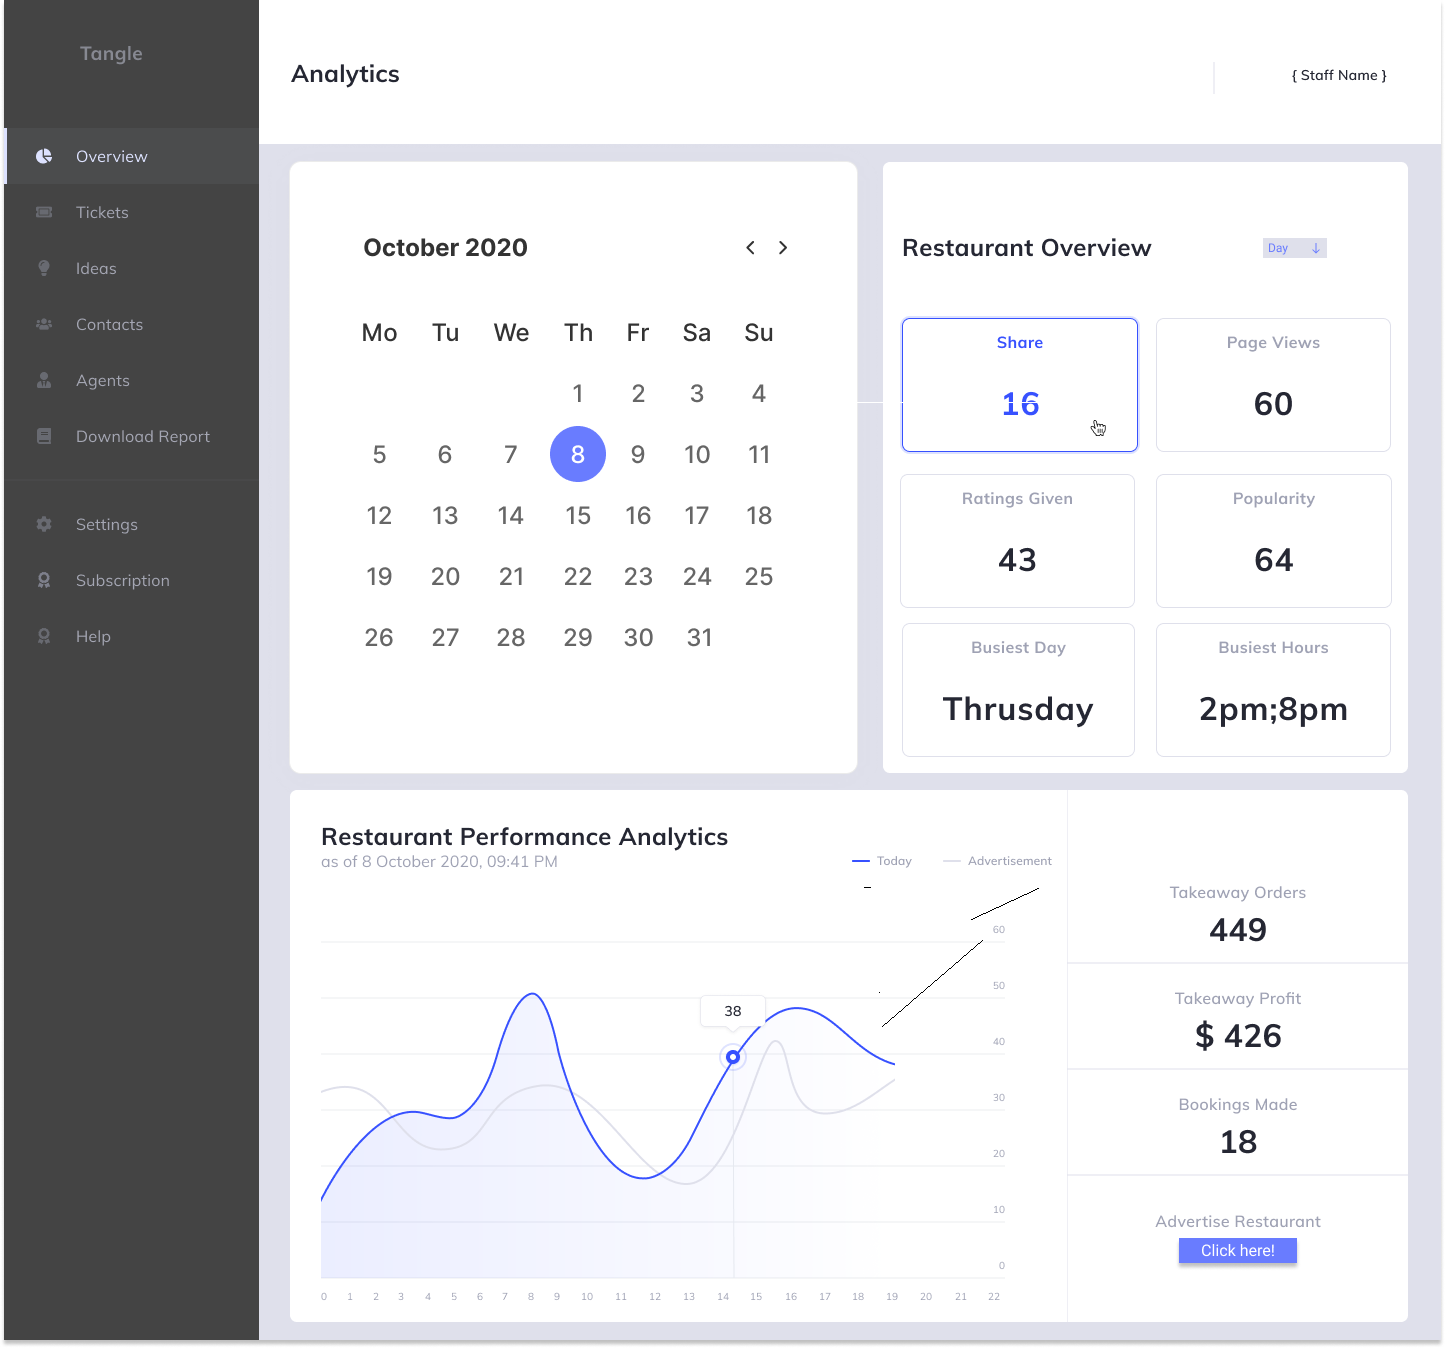 Tangle
Overview
Tickets
Ideas
Contacts
Agents
Download Report
Settings
Subscription
Help
Analytics
{ Staff Name }
October 2020
Mo Tu We Th Fr Sa Su
1 2 3 4
5 6 7 8 9 10 11
12 13 14 15 16 17 18
19 20 21 22 23 24 25
26 27 28 29 30 31
Restaurant Overview
Day
Share
16
Page Views
60
Ratings Given
43
Popularity
64
Busiest Day
Thrusday
Busiest Hours
2pm;8pm
Restaurant Performance Analytics
as of 8 October 2020, 09:41 PM
Today
Advertisement
60
50
38
40
30
20
10
0
0 1 2 3 4 5 6 7 8 9 10 11 12 13 14 15 16 17 18 19 20 21 22
Takeaway Orders
449
Takeaway Profit
$ 426
Bookings Made
18
Advertise Restaurant
Click here!